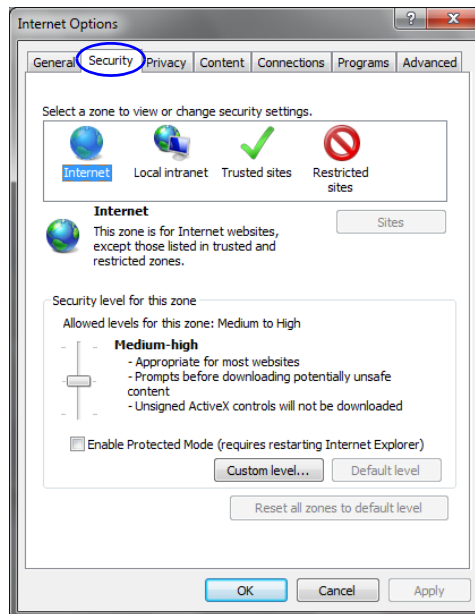 Internet Options
? X
General Security Privacy Content Connections Programs Advanced
Select a zone to view or change security settings.
Internet Local intranet Trusted sites Restricted
sites
Internet
Sites
This zone is for Internet websites,
except those listed in trusted and
restricted zones.
Security level for this zone
Allowed levels for this zone: Medium to High
Medium-high
- Appropriate for most websites
- Prompts before downloading potentially unsafe
content
- Unsigned ActiveX controls will not be downloaded
Enable Protected Mode (requires restarting Internet Explorer)
Custom level... Default level
Reset all zones to default level
OK Cancel Apply